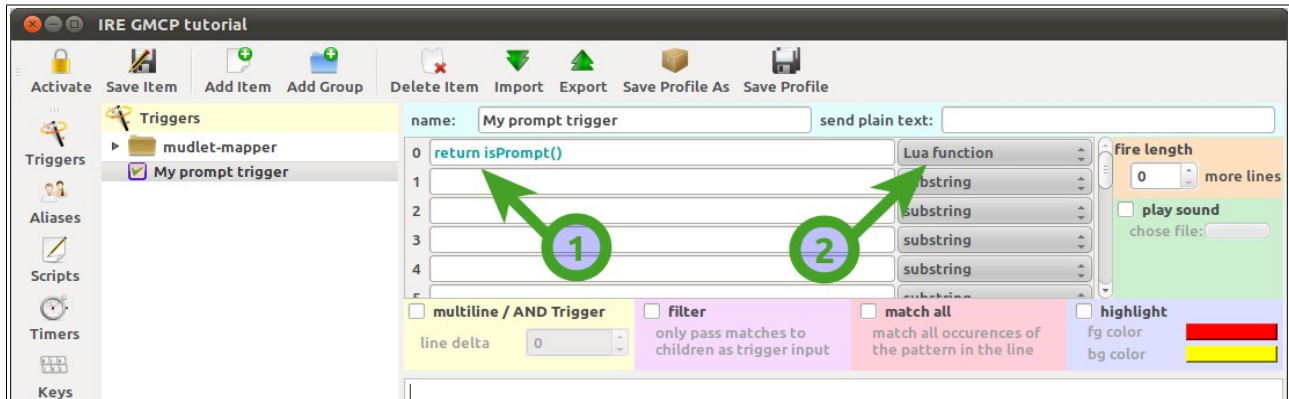 IRE GMCP tutorial
Activate Save Item Add Item Add Group Delete Item Import Export Save Profile As Save Profile
Triggers
Aliases
Scripts
Timers
Keys
Triggers
mudlet-mapper
My prompt trigger
name: My prompt trigger send plain text:
0 return isPrompt() Lua function
1 substring
2 substring
3 substring
4 substring
5 substring
fire length
0 more lines
play sound
chose file:
1
2
multiline / AND Trigger
line delta 0
filter
only pass matches to
children as trigger input
match all
match all occurences of
the pattern in the line
highlight
fg color
bg color